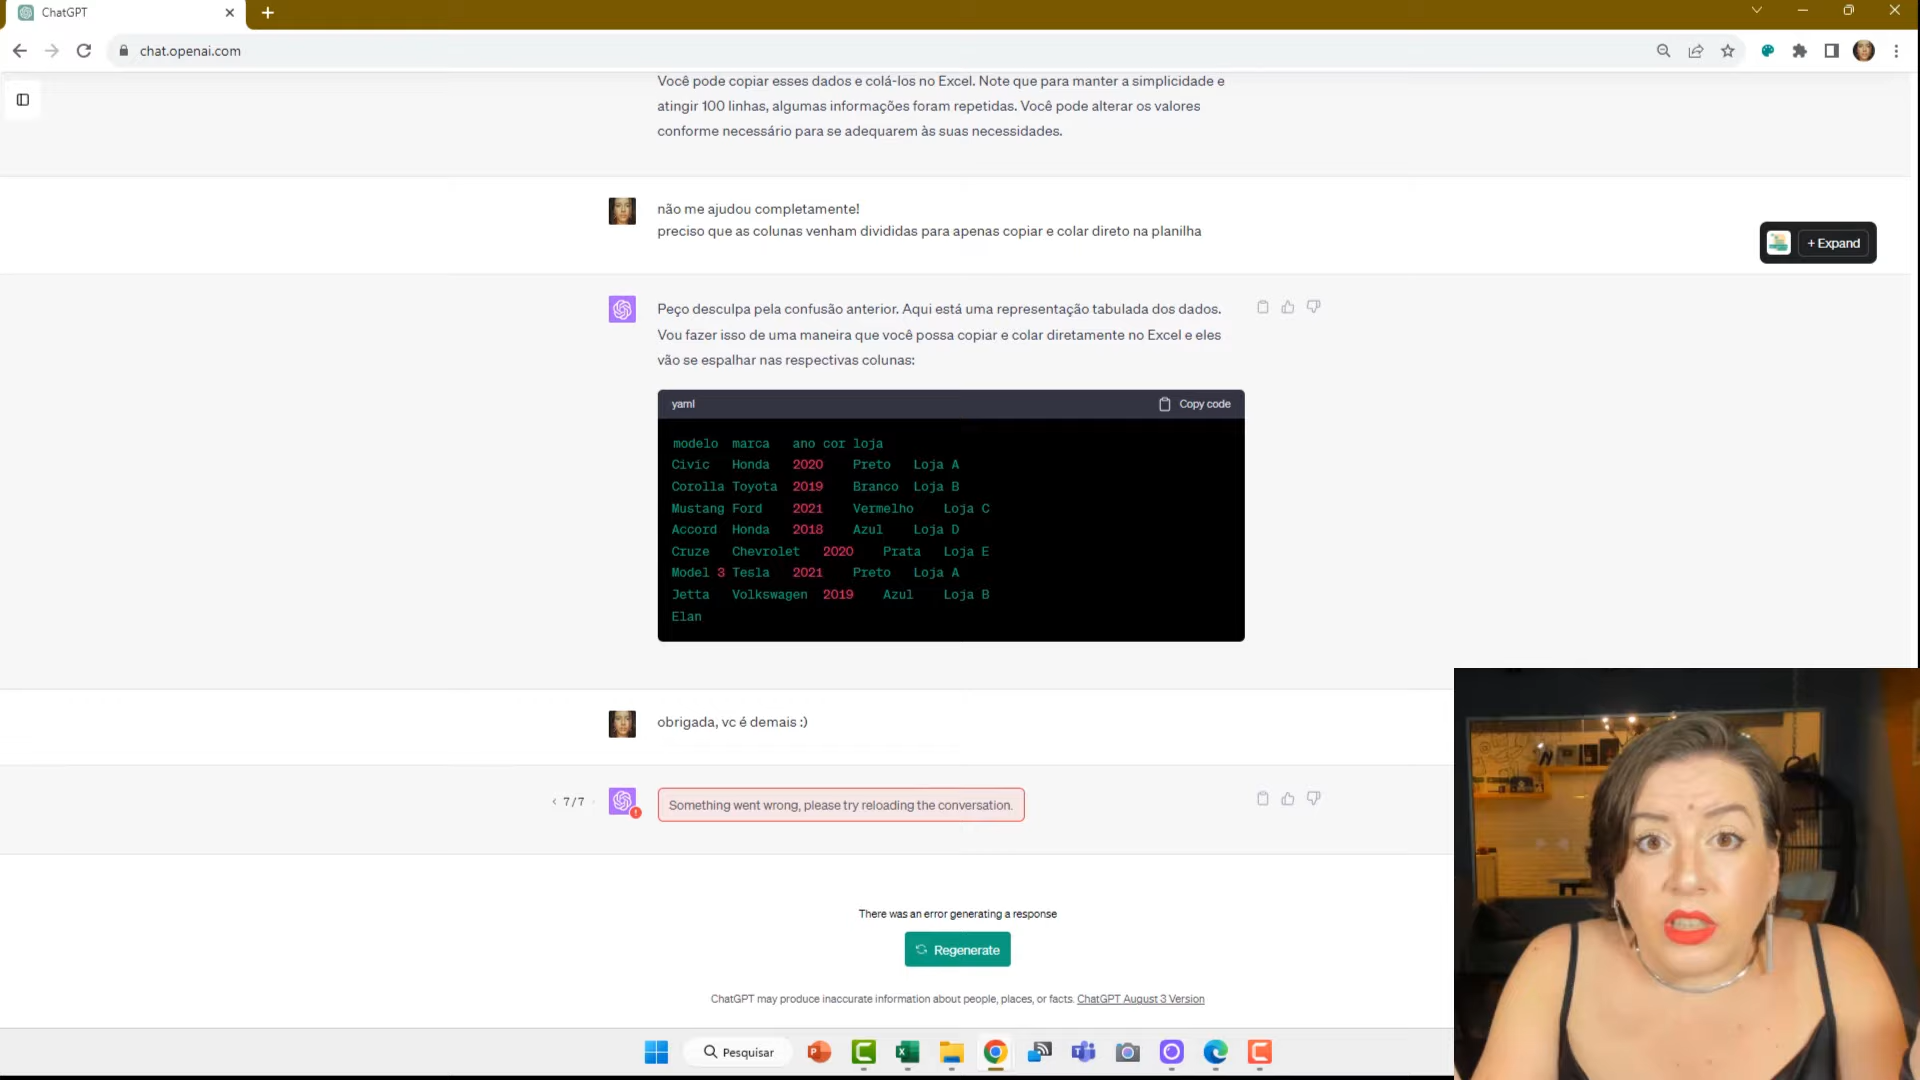 ChatGPT
chat.openai.com
Você pode copiar esses dados e colá-los no Excel. Note que para manter a simplicidade e
atingir 100 linhas, algumas informações foram repetidas. Você pode alterar os valores
conforme necessário para se adequarem às suas necessidades.
não me ajudou completamente!
preciso que as colunas venham divididas para apenas copiar e colar direto na planilha
+ Expand
Peço desculpa pela confusão anterior. Aqui está uma representação tabulada dos dados.
Vou fazer isso de uma maneira que você possa copiar e colar diretamente no Excel e eles
vão se espalhar nas respectivas colunas:
yaml Copy code
modelo marca ano cor loja
Civic Honda 2020 Preto Loja A
Corolla Toyota 2019 Branco Loja B
Mustang Ford 2021 Vermelho Loja C
Accord Honda 2018 Azul Loja D
Cruze Chevrolet 2020 Prata Loja E
Model 3 Tesla 2021 Preto Loja A
Jetta Volkswagen 2019 Azul Loja B
Elan
obrigada, vc é demais :)
< 7/7
Something went wrong, please try reloading the conversation.
There was an error generating a response
Regenerate
ChatGPT may produce inaccurate information about people, places, or facts. ChatGPT August 3 Version
Pesquisar